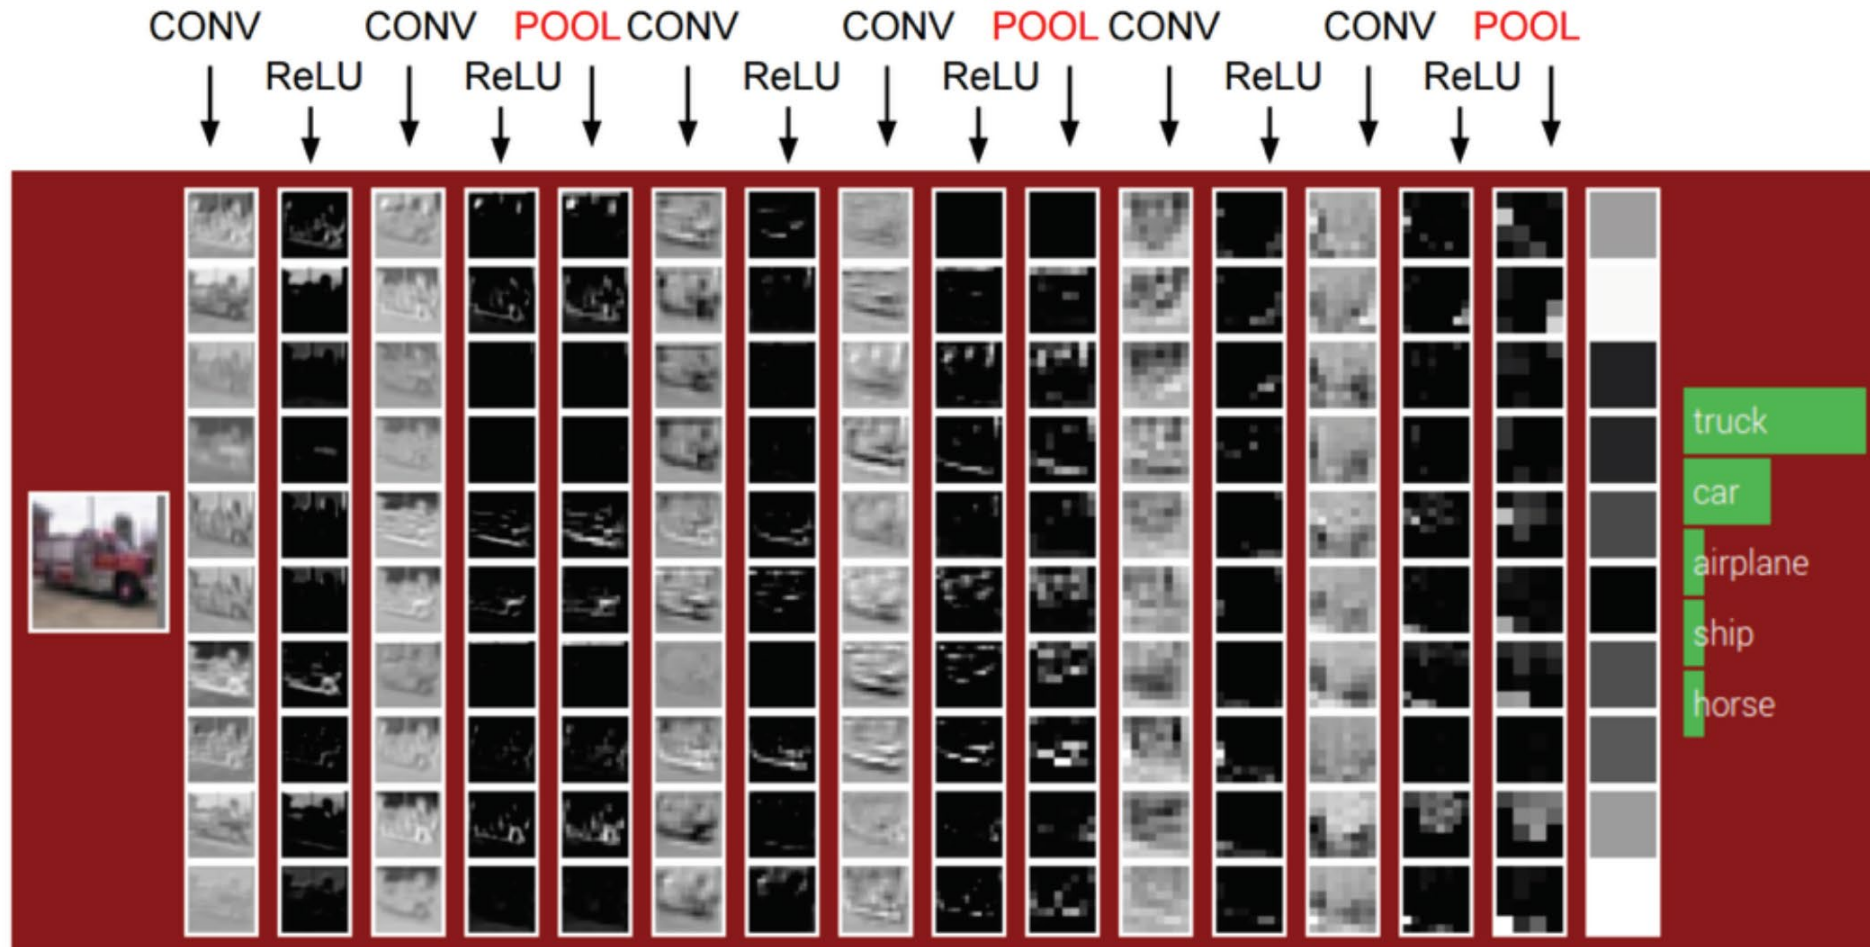 CONV CONV POOL CONV CONV POOL CONV CONV POOL
ReLU ReLU ReLU ReLU ReLU ReLU
truck
car
airplane
ship
horse